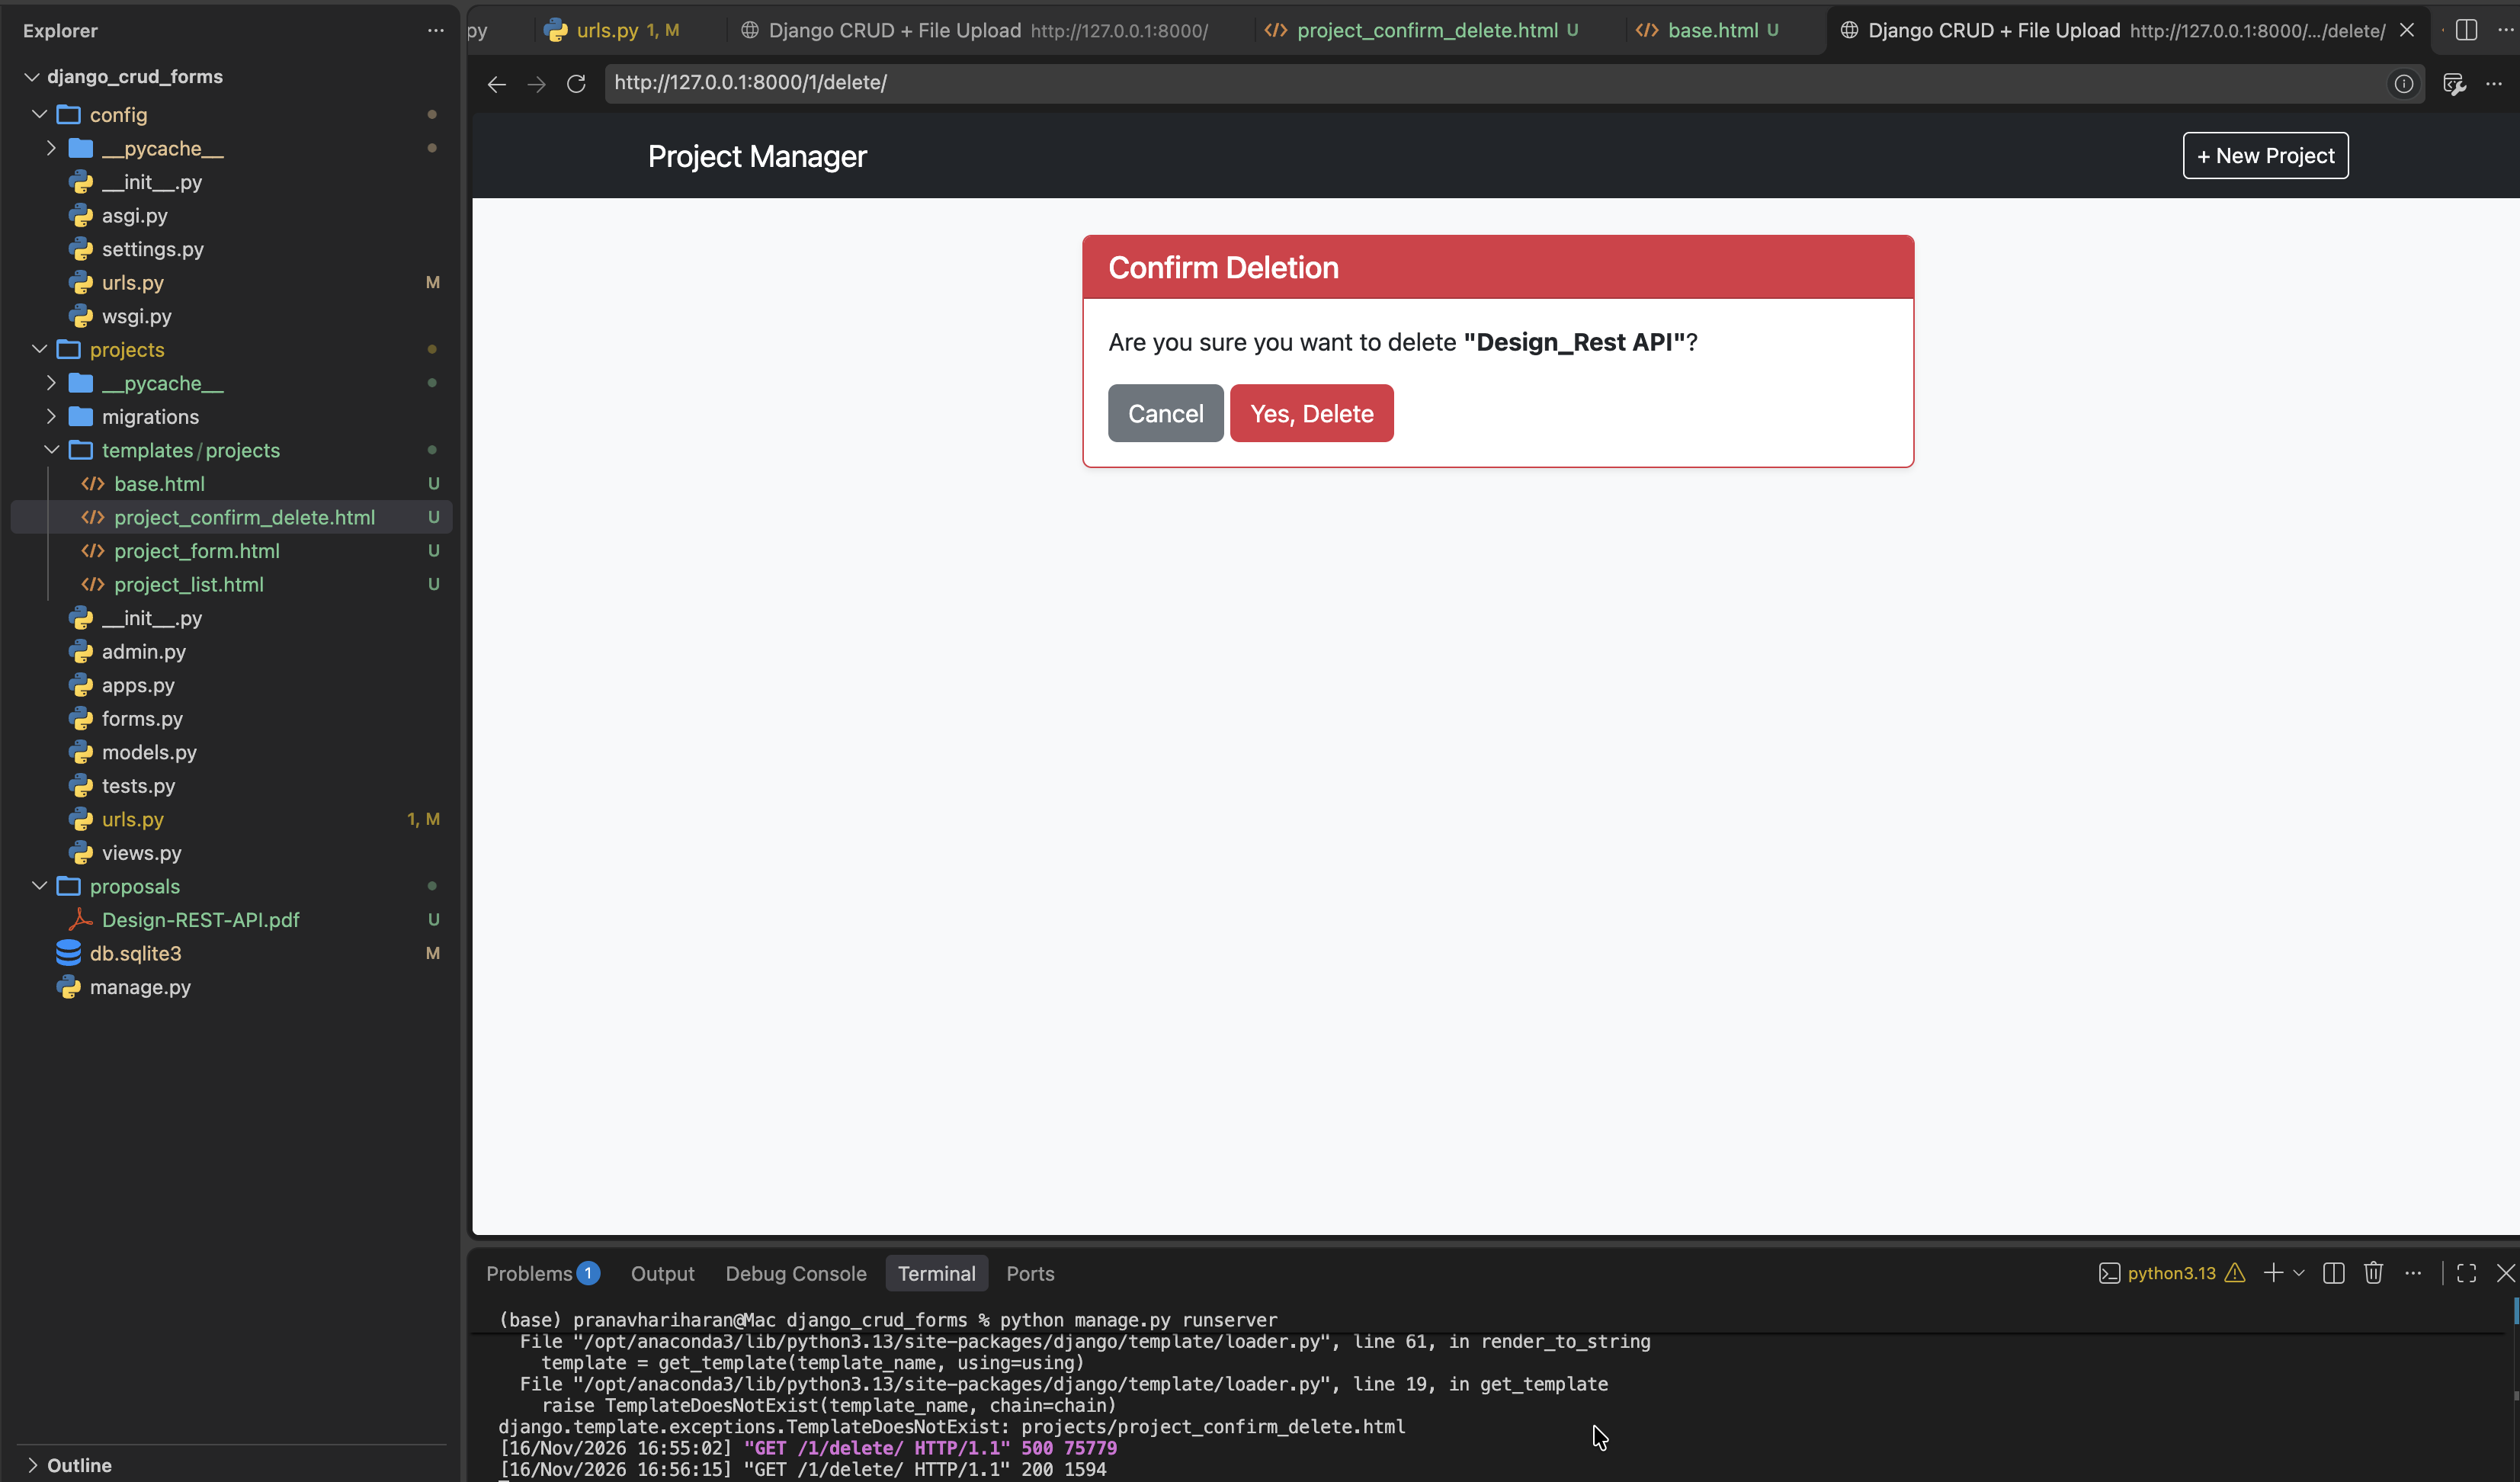 Explorer
django_crud_forms
config
__pycache__
__init__.py
asgi.py
settings.py
urls.py M
wsgi.py
projects
__pycache__
migrations
templates/projects
base.html U
project_confirm_delete.html U
project_form.html U
project_list.html U
__init__.py
admin.py
apps.py
forms.py
models.py
tests.py
urls.py 1, M
views.py
proposals
Design-REST-API.pdf U
db.sqlite3 M
manage.py
Outline
py urls.py 1, M Django CRUD + File Upload http://127.0.0.1:8000/ project_confirm_delete.html U base.html U Django CRUD + File Upload http://127.0.0.1:8000/.../delete/
http://127.0.0.1:8000/1/delete/
Project Manager + New Project
Confirm Deletion
Are you sure you want to delete "Design_Rest API"?
Cancel Yes, Delete
Problems 1 Output Debug Console Terminal Ports python3.13
(base) pranavhariharan@Mac django_crud_forms % python manage.py runserver
File "/opt/anaconda3/lib/python3.13/site-packages/django/template/loader.py", line 61, in render_to_string
template = get_template(template_name, using=using)
File "/opt/anaconda3/lib/python3.13/site-packages/django/template/loader.py", line 19, in get_template
raise TemplateDoesNotExist(template_name, chain=chain)
django.template.exceptions.TemplateDoesNotExist: projects/project_confirm_delete.html
[16/Nov/2026 16:55:02] "GET /1/delete/ HTTP/1.1" 500 75779
[16/Nov/2026 16:56:15] "GET /1/delete/ HTTP/1.1" 200 1594